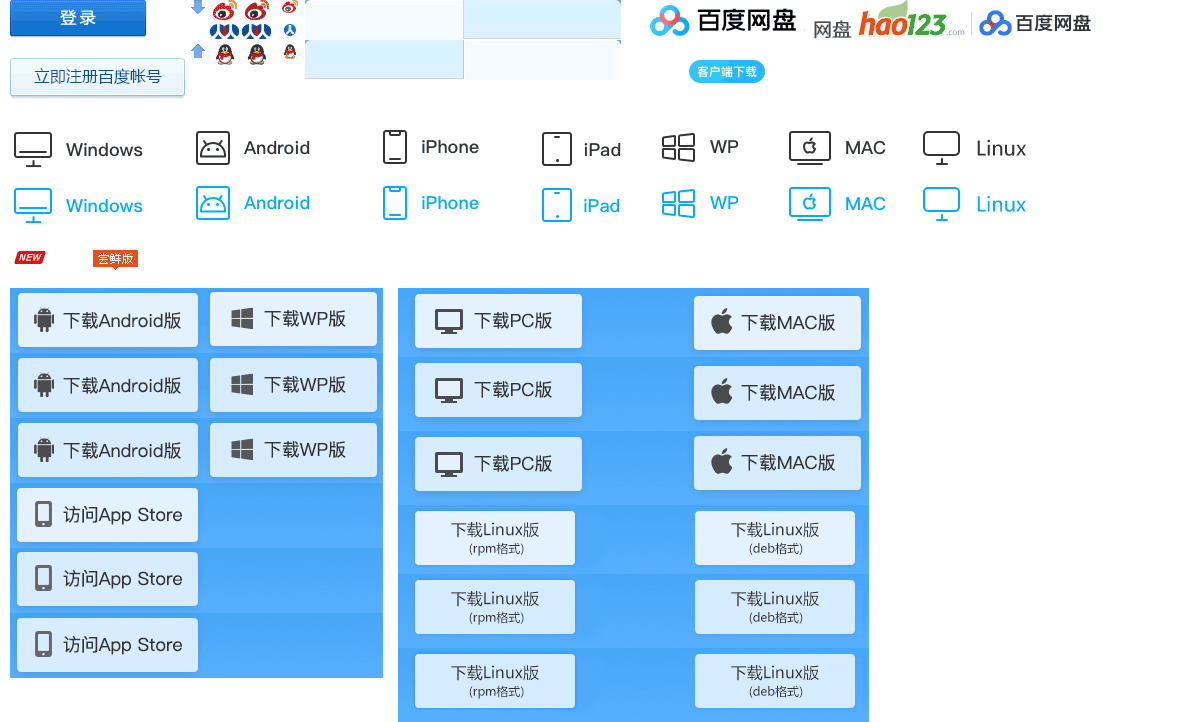 登录
立即注册百度帐号
百度网盘
网盘
hao123.com
百度网盘
客户端下载
Windows
Android
iPhone
iPad
WP
MAC
Linux
Windows
Android
iPhone
iPad
WP
MAC
Linux
NEW
尝鲜版
下载Android版
下载WP版
下载Android版
下载WP版
下载Android版
下载WP版
访问App Store
访问App Store
访问App Store
下载PC版
下载MAC版
下载PC版
下载MAC版
下载PC版
下载MAC版
下载Linux版
(rpm格式)
下载Linux版
(deb格式)
下载Linux版
(rpm格式)
下载Linux版
(deb格式)
下载Linux版
(rpm格式)
下载Linux版
(deb格式)